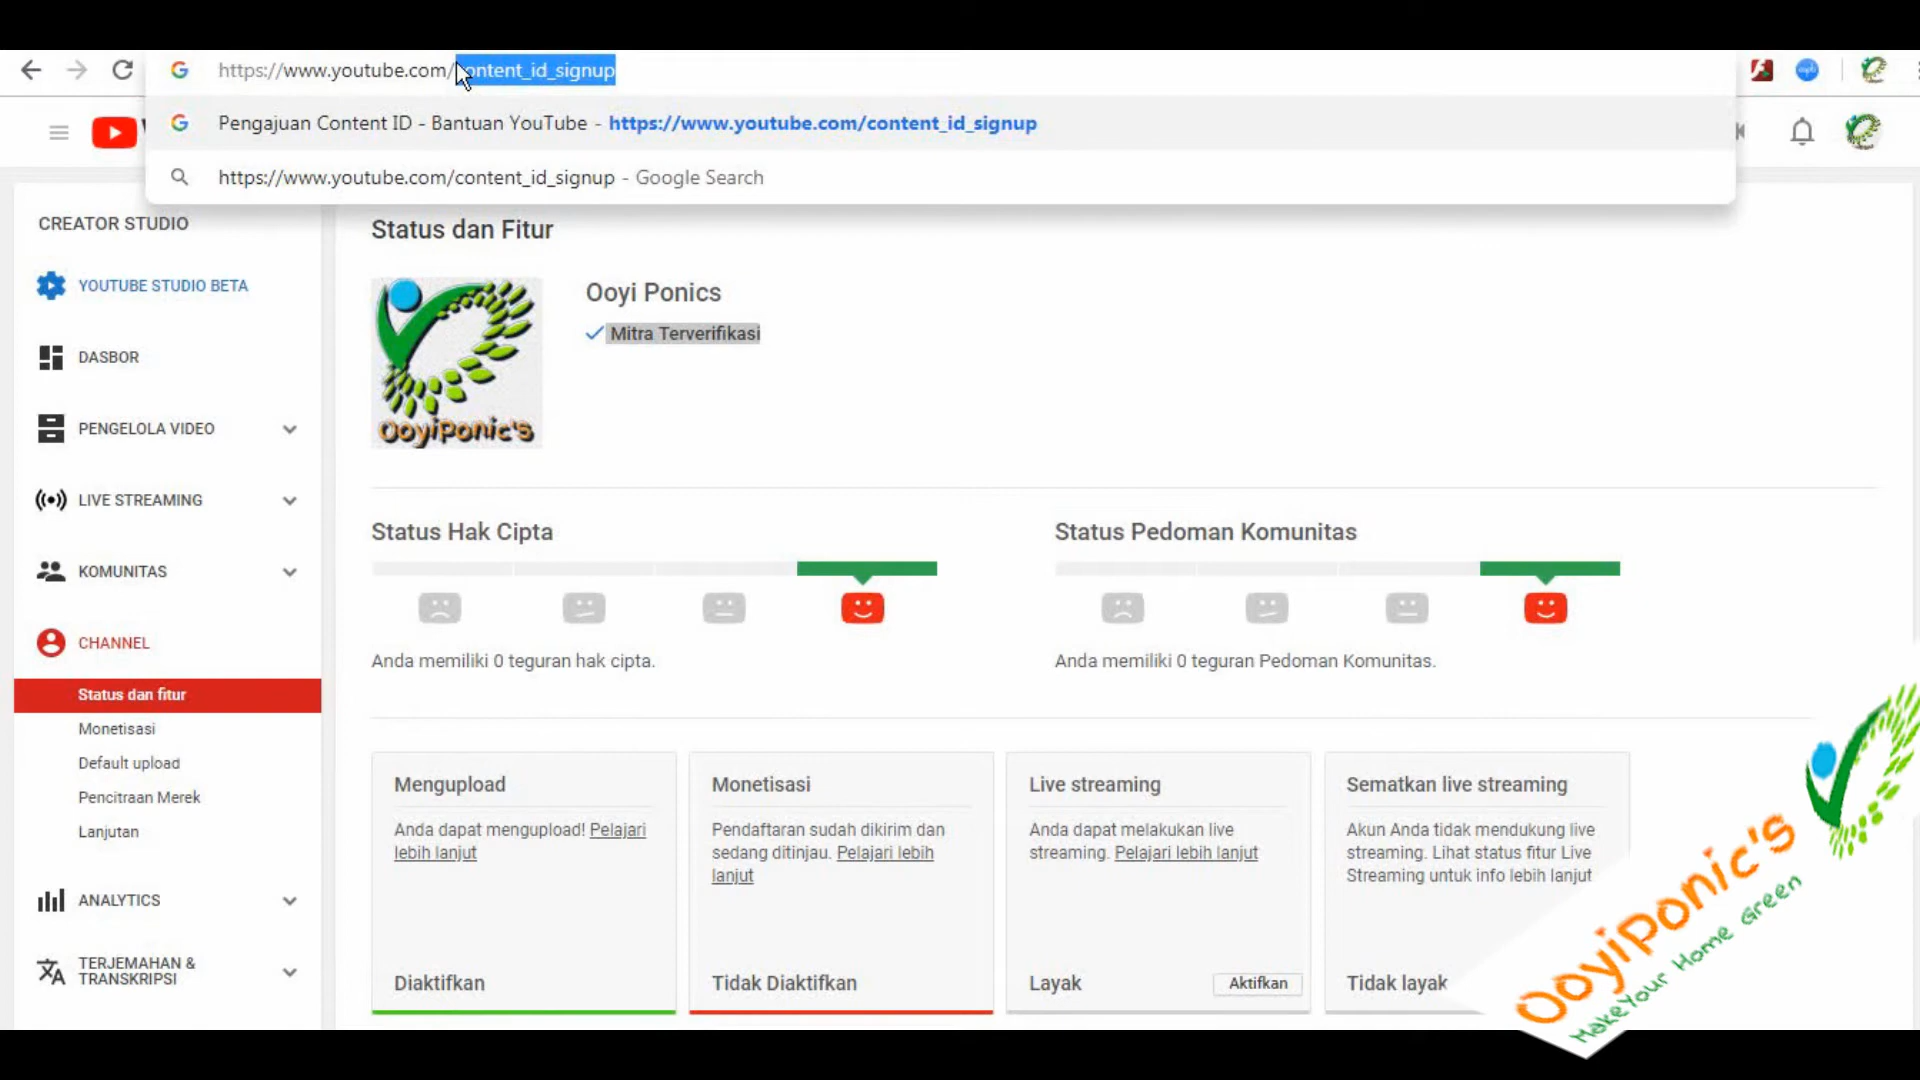 https://www.youtube.com/content_id_signup
Pengajuan Content ID - Bantuan YouTube - https://www.youtube.com/content_id_signup
https://www.youtube.com/content_id_signup - Google Search
CREATOR STUDIO
YOUTUBE STUDIO BETA
DASBOR
PENGELOLA VIDEO
LIVE STREAMING
KOMUNITAS
CHANNEL
Status dan fitur
Monetisasi
Default upload
Pencitraan Merek
Lanjutan
ANALYTICS
TERJEMAHAN &
TRANSKRIPSI
Status dan Fitur
OoyiPonic's
Ooyi Ponics
Mitra Terverifikasi
Status Hak Cipta
Anda memiliki 0 teguran hak cipta.
Status Pedoman Komunitas
Anda memiliki 0 teguran Pedoman Komunitas.
Mengupload
Anda dapat mengupload! Pelajari
lebih lanjut
Diaktifkan
Monetisasi
Pendaftaran sudah dikirim dan
sedang ditinjau. Pelajari lebih
lanjut
Tidak Diaktifkan
Live streaming
Anda dapat melakukan live
streaming. Pelajari lebih lanjut
Layak
Aktifkan
Sematkan live streaming
Akun Anda tidak mendukung live
streaming. Lihat status fitur Live
Streaming untuk info lebih lanjut
Tidak layak
OoyiPonic's
Make Your Home Green